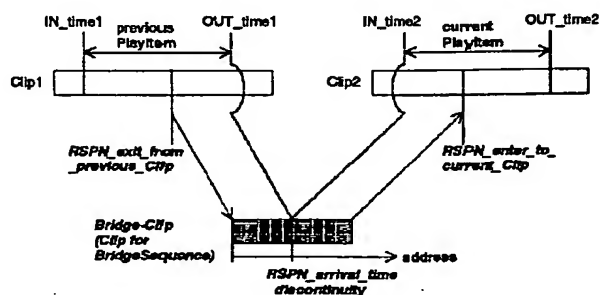 IN_time1
previous
PlayItem
OUT_time1
IN_time2
current
PlayItem
OUT_time2
Clip1
Clip2
RSPN_exit_from
_previous_Clip
RSPN_enter_to_
current_Clip
Bridge-Clip
(Clip for
BridgeSequence)
address
RSPN_arrival_time
discontinuity